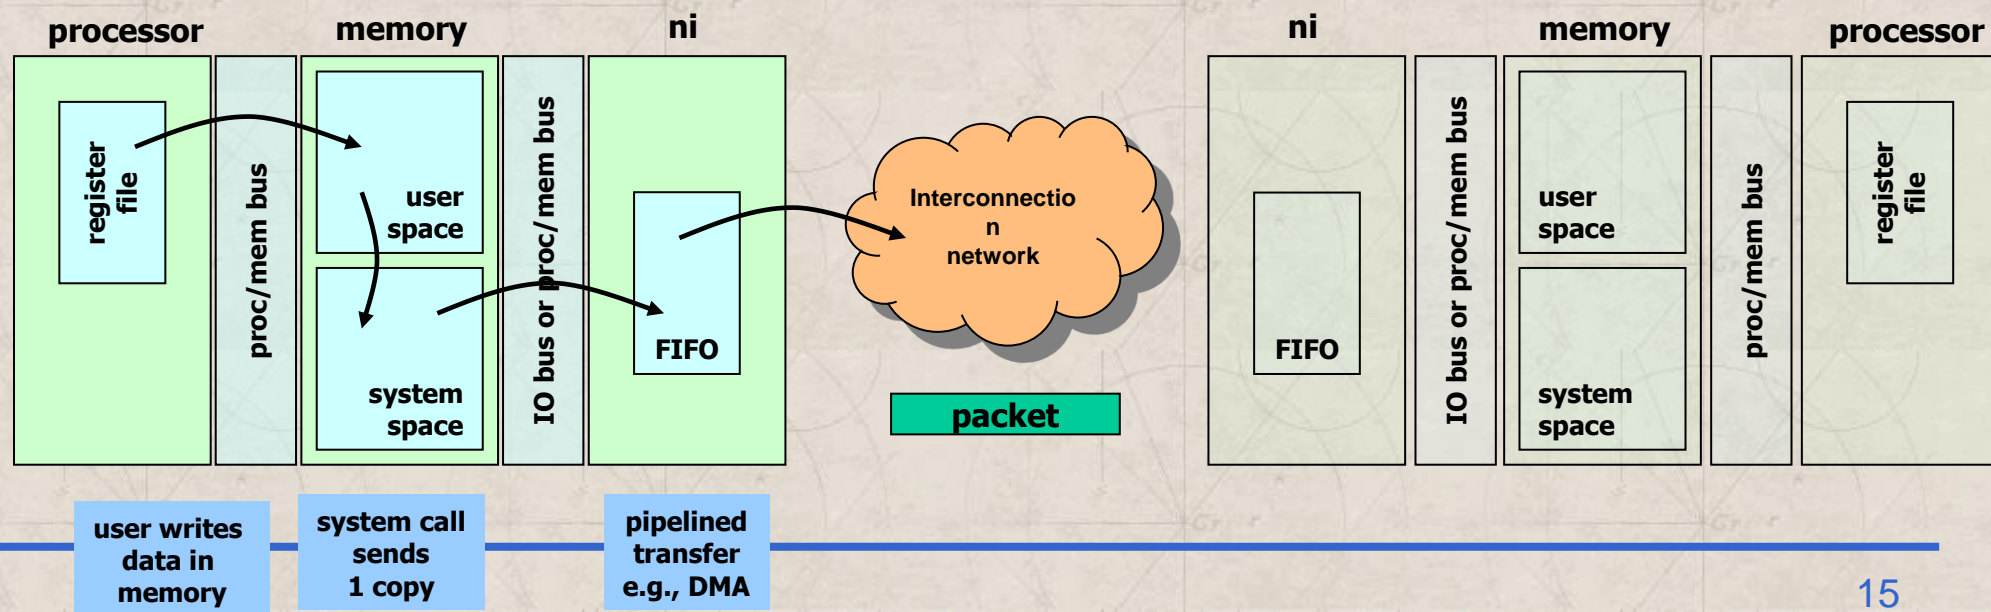 processor
memory
ni
ni
memory
processor
register
file
proc/mem bus
user
space
system
space
IO bus or proc/mem bus
FIFO
Interconnectio
n
network
packet
FIFO
IO bus or proc/mem bus
user
space
system
space
proc/mem bus
register
file
user writes
data in
memory
system call
sends
1 copy
pipelined
transfer
e.g., DMA
15